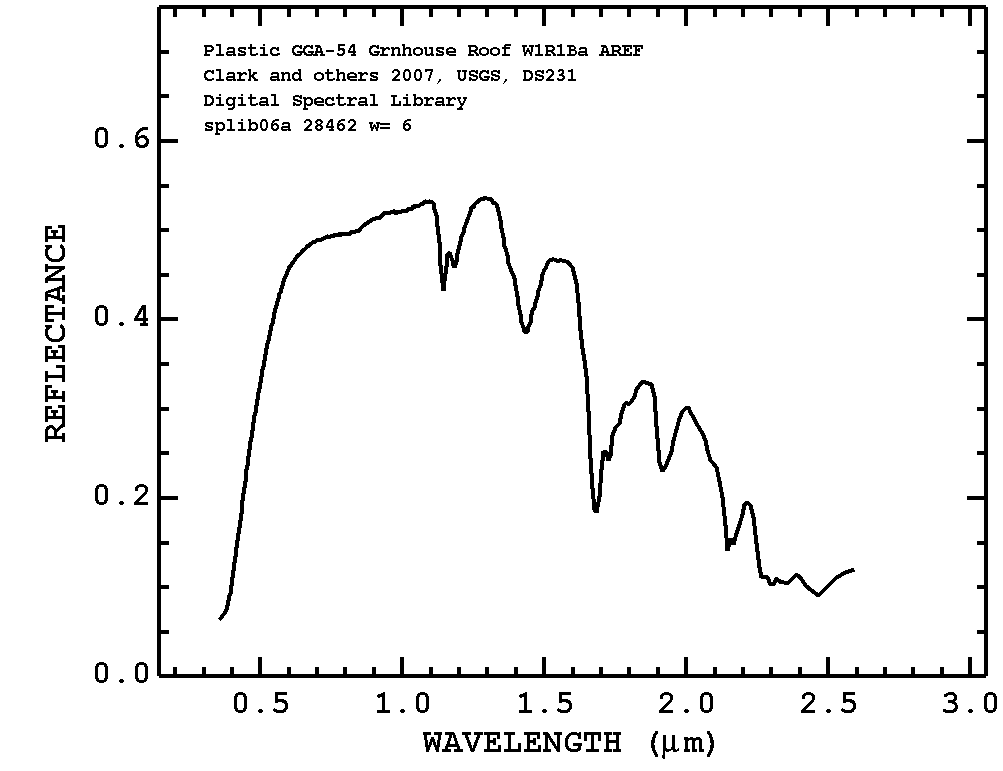 Plastic GGA-54 Grnhouse Roof W1R1Ba AREF
Clark and others 2007, USGS, DS231
Digital Spectral Library
splib06a 28462 w= 6
0.6
0.4
0.2
0.0
REFLECTANCE
0.5 1.0 1.5 2.0 2.5 3.0
WAVELENGTH (μm)